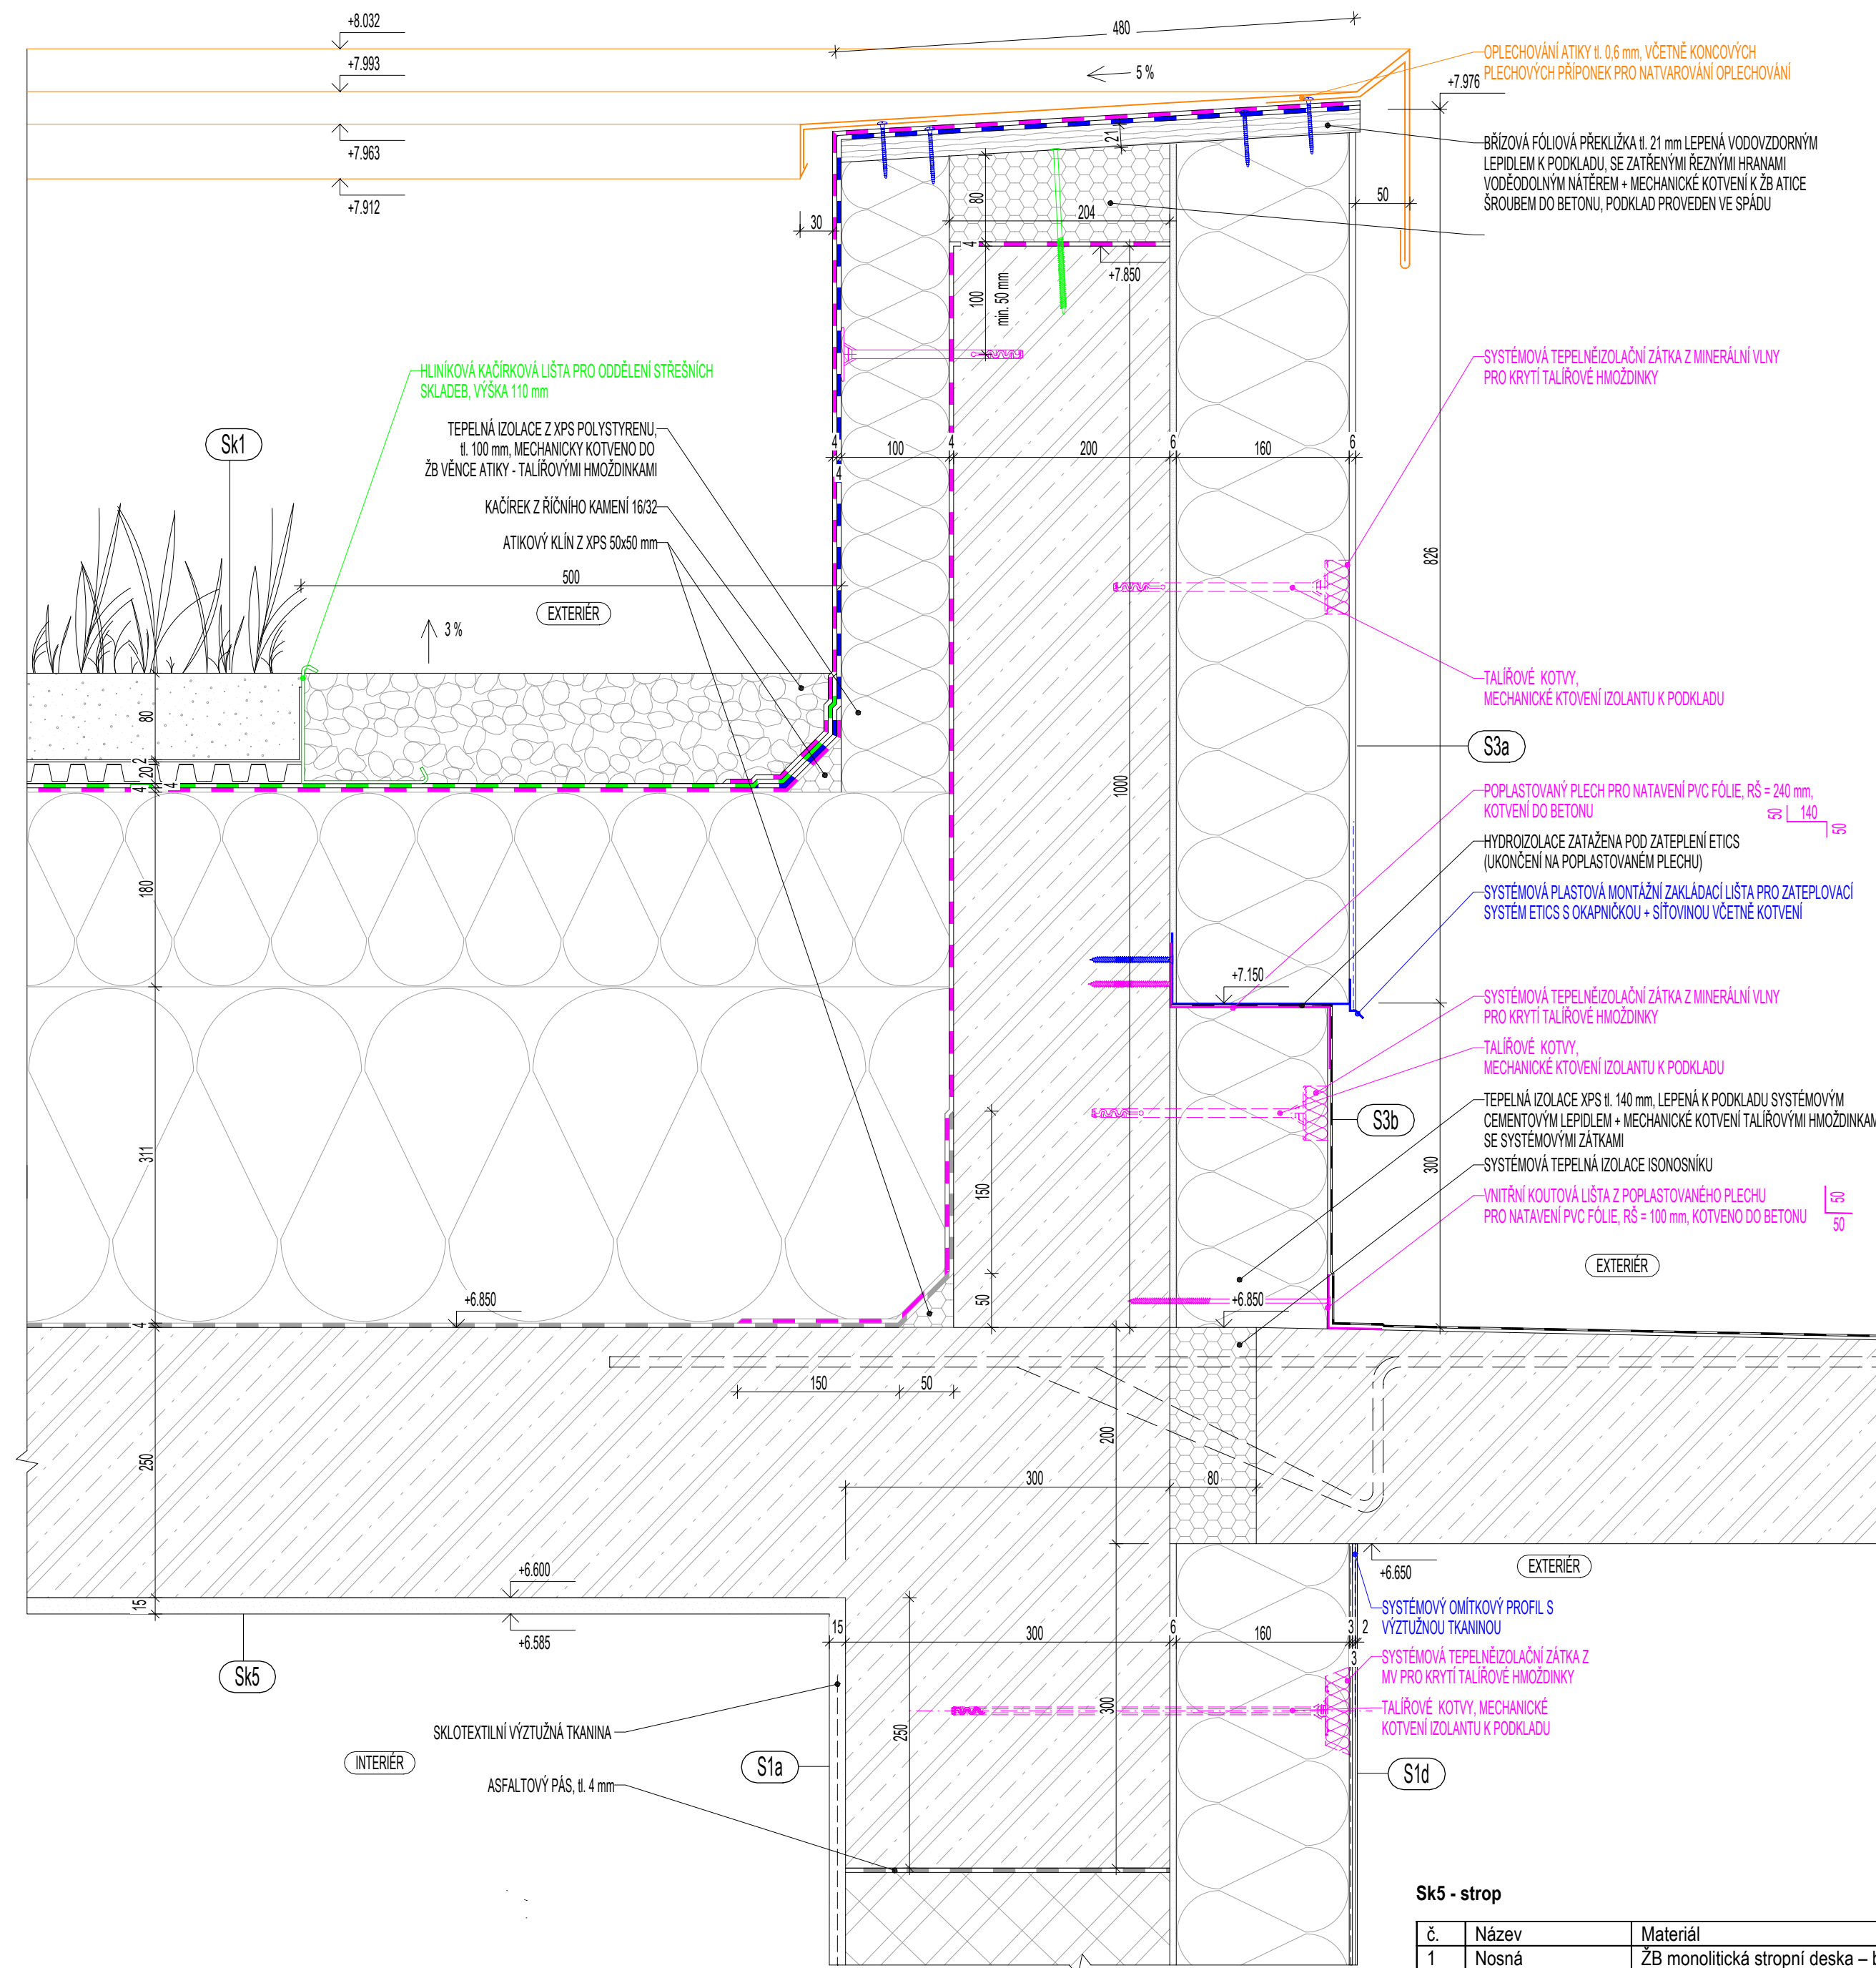 +8.032
480
+7.993
5 %
OPLECHOVÁNÍ ATIKY tl. 0,6 mm, VČETNĚ KONCOVÝCH
PLECHOVÝCH PŘÍPONEK PRO NATVAROVÁNÍ OPLECHOVÁNÍ
+7.976
+7.963
21
BŘÍZOVÁ FÓLIOVÁ PŘEKLIŽKA tl. 21 mm LEPENÁ VODOVZDORNÝM
LEPIDLEM K PODKLADU, SE ZATŘENÝMI ŘEZNÝMI HRANAMI
VODĚODOLNÝM NÁTĚREM + MECHANICKÉ KOTVENÍ K ŽB ATICE
ŠROUBEM DO BETONU, PODKLAD PROVEDEN VE SPÁDU
+7.912
80
50
30
204
4
+7.850
100
min. 50 mm
SYSTÉMOVÁ TEPELNĚIZOLAČNÍ ZÁTKA Z MINERÁLNÍ VLNY
PRO KRYTÍ TALÍŘOVÉ HMOŽDINKY
HLINÍKOVÁ KAČÍRKOVÁ LIŠTA PRO ODDĚLENÍ STŘEŠNÍCH
SKLADEB, VÝŠKA 110 mm
Sk1
TEPELNÁ IZOLACE Z XPS POLYSTYRENU,
tl. 100 mm, MECHANICKY KOTVENO DO
ŽB VĚNCE ATIKY - TALÍŘOVÝMI HMOŽDINKAMI
4
100
4
200
6
160
6
4
KAČÍREK Z ŘÍČNÍHO KAMENÍ 16/32
ATIKOVÝ KLÍN Z XPS 50x50 mm
826
500
EXTERIÉR
3 %
TALÍŘOVÉ KOTVY,
MECHANICKÉ KTOVENÍ IZOLANTU K PODKLADU
80
S3a
2
20
4
4
1000
POPLASTOVANÝ PLECH PRO NATAVENÍ PVC FÓLIE, RŠ = 240 mm,
KOTVENÍ DO BETONU
50
140
50
HYDROIZOLACE ZATAŽENA POD ZATEPLENÍ ETICS
(UKONČENÍ NA POPLASTOVANÉM PLECHU)
180
SYSTÉMOVÁ PLASTOVÁ MONTÁŽNÍ ZAKLÁDACÍ LIŠTA PRO ZATEPLOVACÍ
SYSTÉM ETICS S OKAPNIČKOU + SÍŤOVINOU VČETNĚ KOTVENÍ
+7.150
SYSTÉMOVÁ TEPELNĚIZOLAČNÍ ZÁTKA Z MINERÁLNÍ VLNY
PRO KRYTÍ TALÍŘOVÉ HMOŽDINKY
TALÍŘOVÉ KOTVY,
MECHANICKÉ KTOVENÍ IZOLANTU K PODKLADU
S3b
TEPELNÁ IZOLACE XPS tl. 140 mm, LEPENÁ K PODKLADU SYSTÉMOVÝM
CEMENTOVÝM LEPIDLEM + MECHANICKÉ KOTVENÍ TALÍŘOVÝMI HMOŽDINKAM
SE SYSTÉMOVÝMI ZÁTKAMI
311
300
SYSTÉMOVÁ TEPELNÁ IZOLACE ISONOSNÍKU
150
VNITŘNÍ KOUTOVÁ LIŠTA Z POPLASTOVANÉHO PLECHU
PRO NATAVENÍ PVC FÓLIE, RŠ = 100 mm, KOTVENO DO BETONU
50
50
EXTERIÉR
50
+6.850
+6.850
4
150
50
200
250
300
80
+6.600
+6.650
EXTERIÉR
15
+6.585
SYSTÉMOVÝ OMÍTKOVÝ PROFIL S
VÝZTUŽNOU TKANINOU
15
300
6
160
3
2
3
Sk5
SYSTÉMOVÁ TEPELNĚIZOLAČNÍ ZÁTKA Z
MV PRO KRYTÍ TALÍŘOVÉ HMOŽDINKY
TALÍŘOVÉ KOTVY, MECHANICKÉ
KOTVENÍ IZOLANTU K PODKLADU
300
250
SKLOTEXTILNÍ VÝZTUŽNÁ TKANINA
INTERIÉR
S1a
S1d
ASFALTOVÝ PÁS, tl. 4 mm
Sk5 - strop
č. Název Materiál
1 Nosná ŽB monolitická stropní deska –